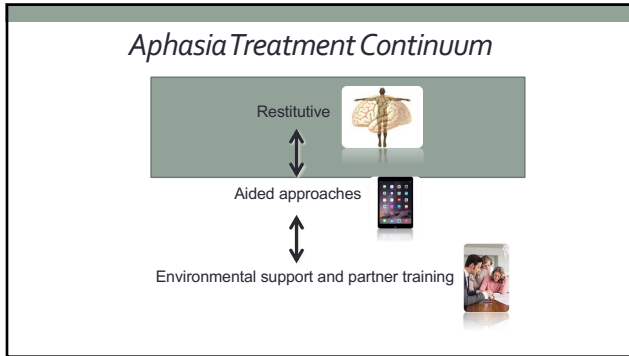 Aphasia Treatment Continuum
Restitutive
Aided approaches
Environmental support and partner training